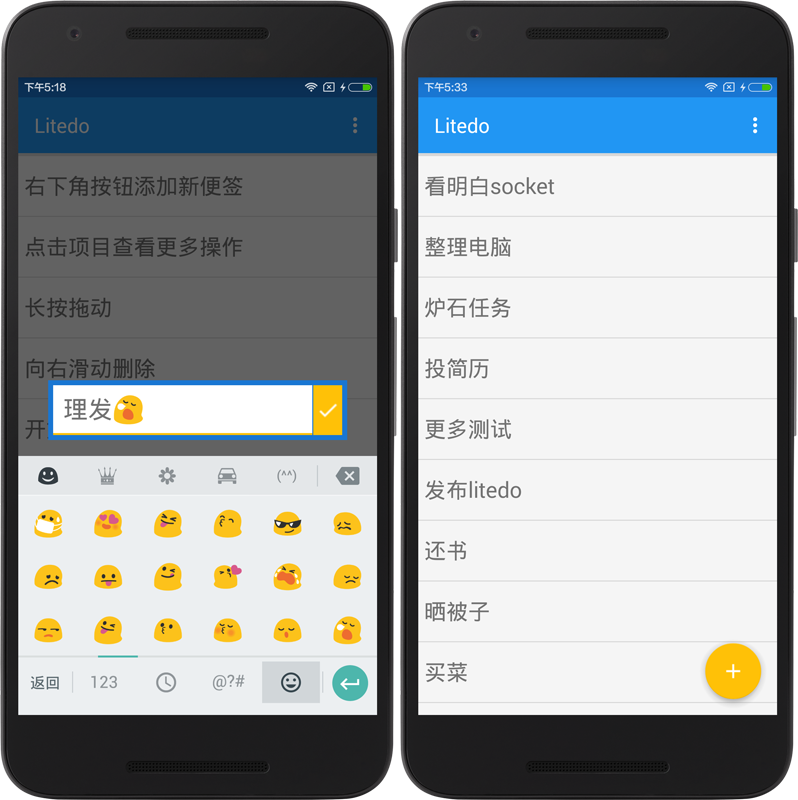 下午5:18
Litedo
右下角按钮添加新便签
点击项目查看更多操作
长按拖动
向右滑动删除
理发😪
开
(^^)
返回
123
@?#
下午5:33
Litedo
看明白socket
整理电脑
炉石任务
投简历
更多测试
发布litedo
还书
晒被子
买菜